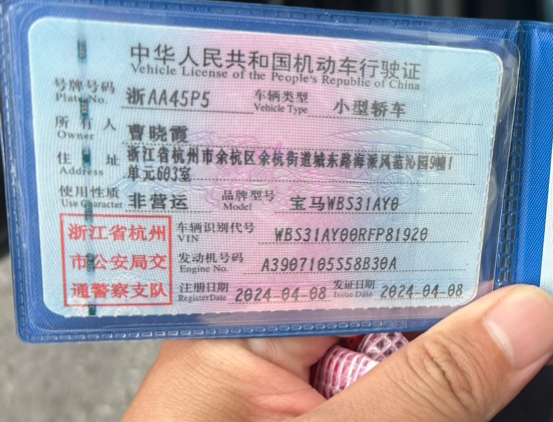 中华人民共和国机动车行驶证
Vehicle License of the People's Republic of China
号牌号码 浙AA45P5 车辆类型 小型轿车
Plate No. Vehicle Type
所有人 曹晓霞
Owner
住址 浙江省杭州市余杭区余杭街道城东路海派风范沁园9幢1
Address 单元603室
使用性质 非营运 品牌型号 宝马WBS31AY0
Use Character Model
浙江省杭州
市公安局交
通警察支队
车辆识别代号 WBS31AY00RFP81920
VIN
发动机号码 A3907105S58B30A
Engine No.
注册日期 2024-04-08 发证日期 2024-04-08
Register Date Issue Date